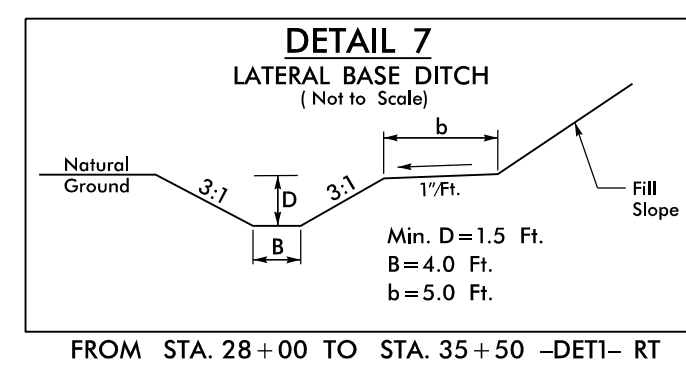 DETAIL 7
LATERAL BASE DITCH
( Not to Scale)
b
Natural
Ground
3:1
D
3:1
1"/Ft.
Fill
Slope
B
Min. D=1.5 Ft.
B=4.0 Ft.
b=5.0 Ft.
FROM STA. 28+00 TO STA. 35+50 -DET1- RT